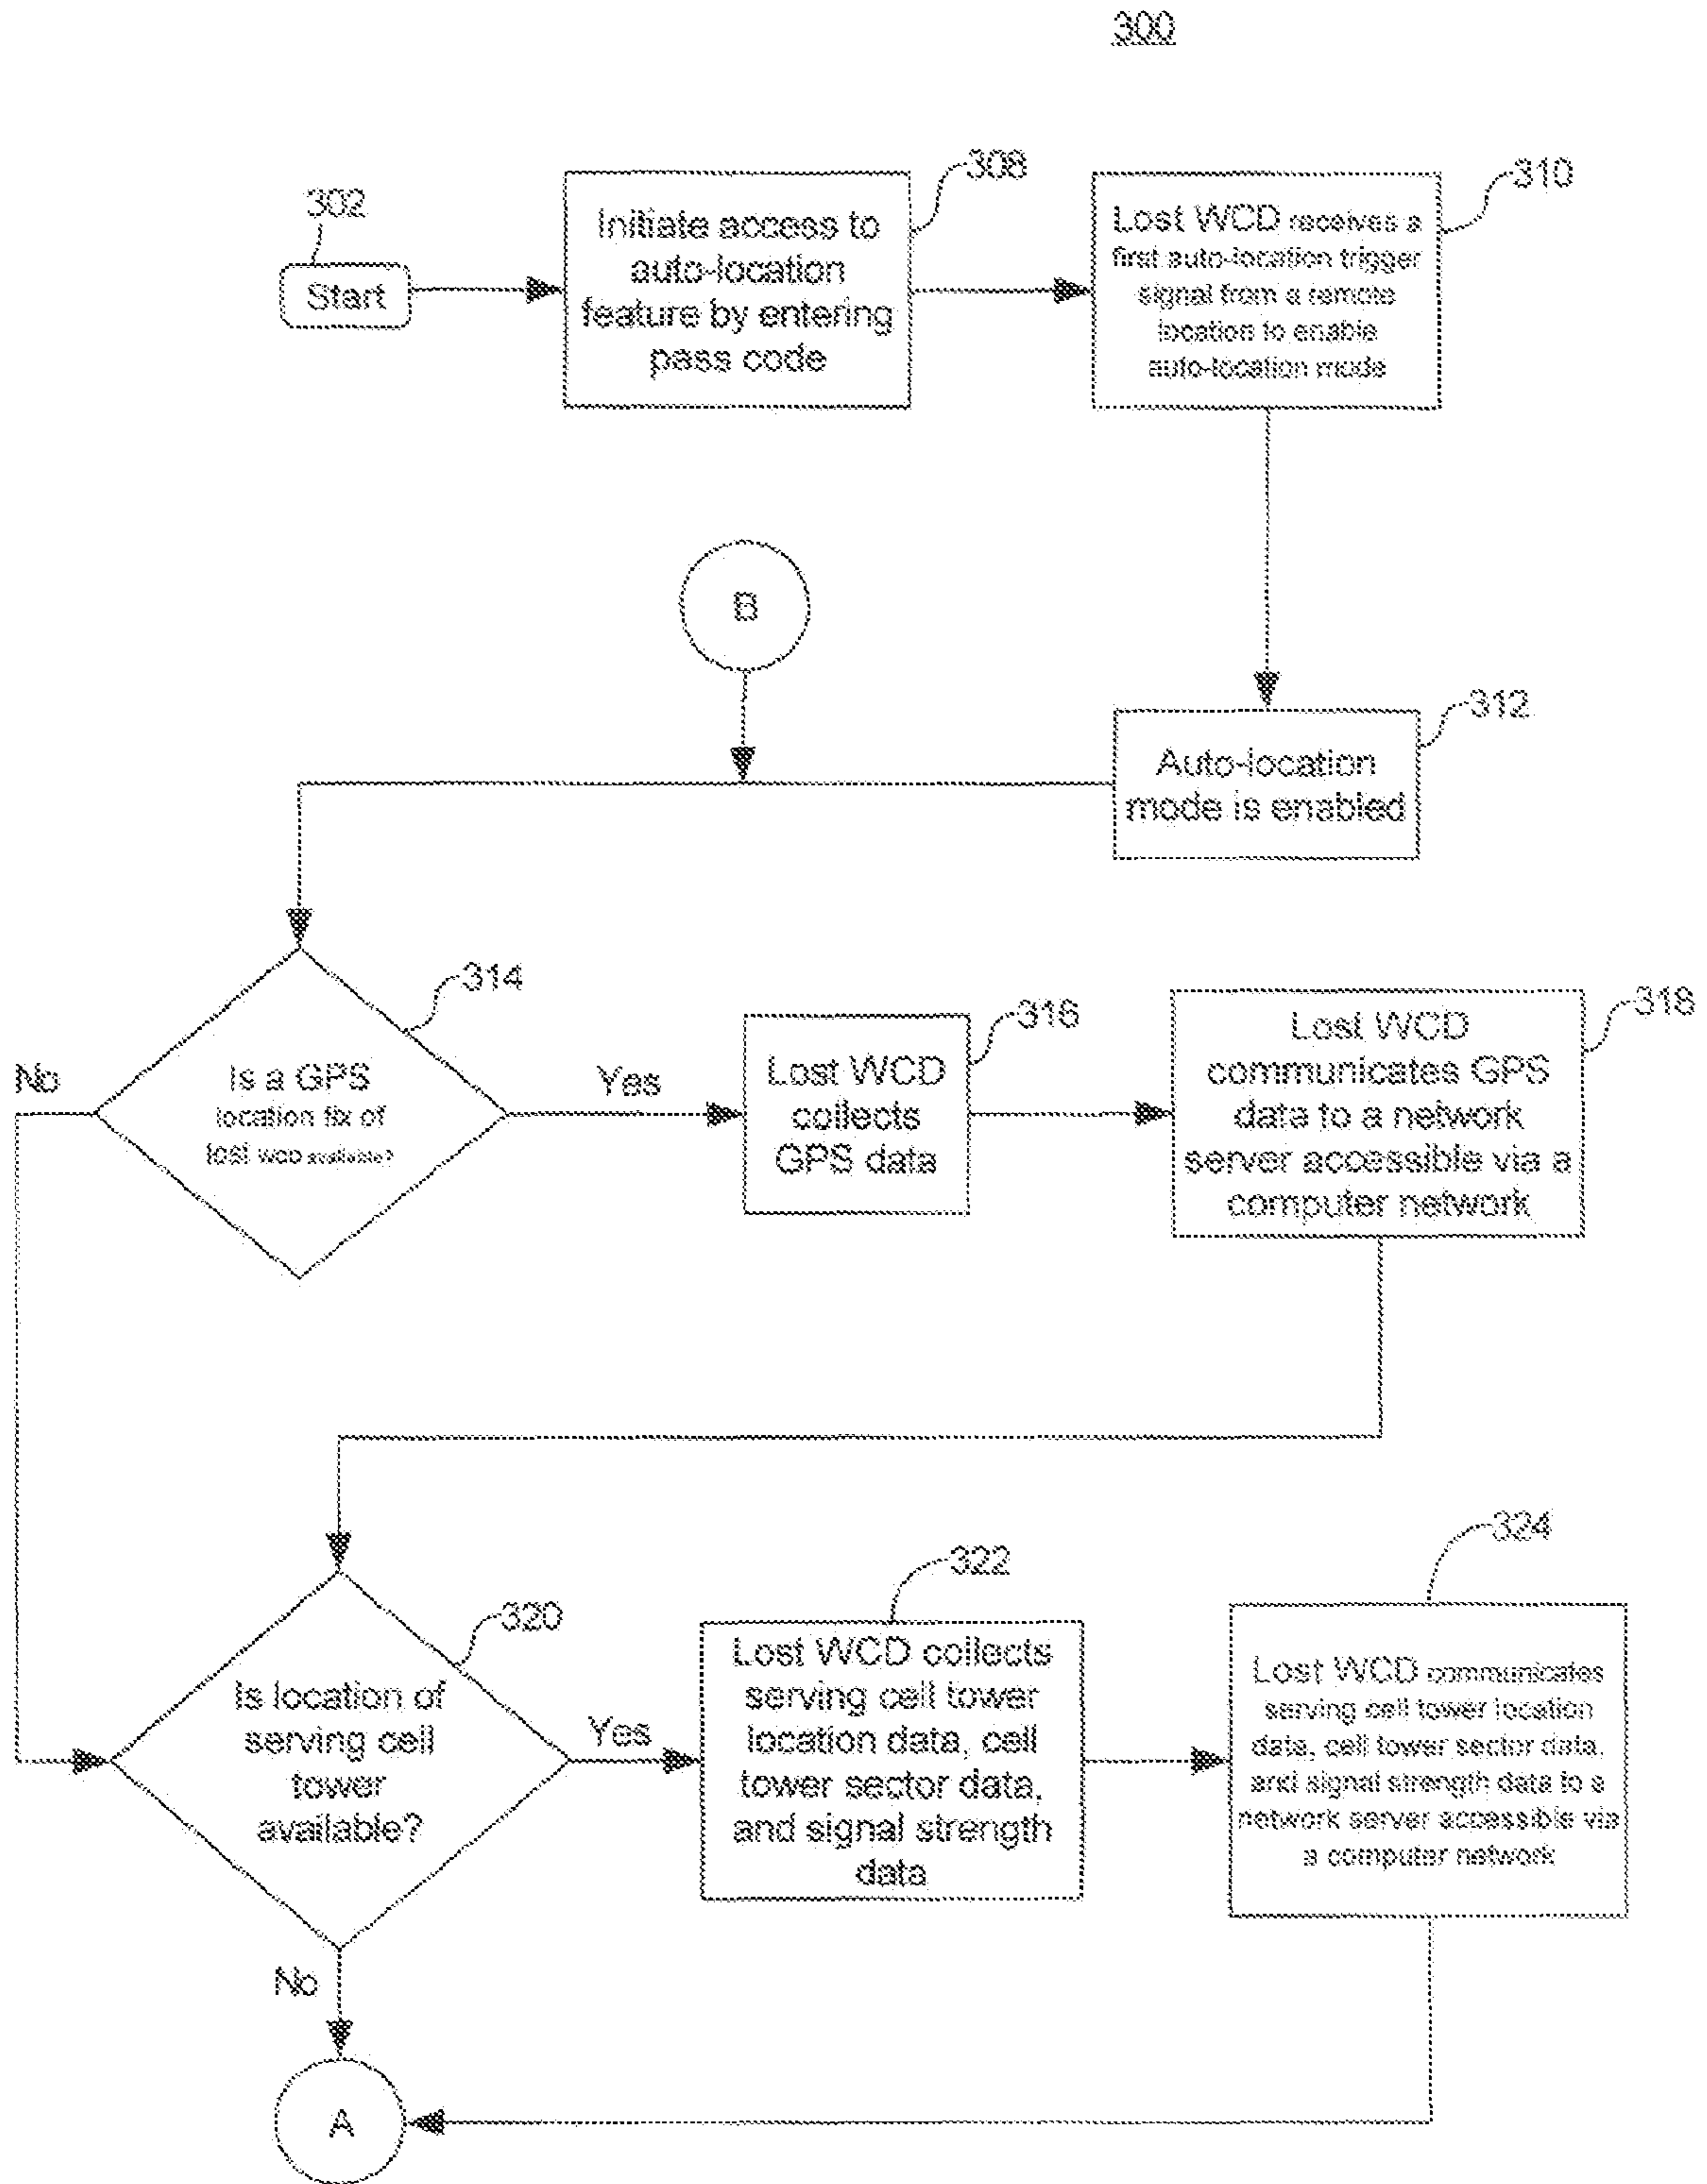 300
302
Start
308
Initiate access to
auto-location
feature by entering
pass code
310
Lost WCD receives a
first auto-location trigger
signal from a remote
location to enable
auto-location mode
B
312
Auto-location
mode is enabled
314
Is a GPS
location fix of
lost WCD available?
No
Yes
316
Lost WCD
collects
GPS data
318
Lost WCD
communicates GPS
data to a network
server accessible via a
computer network
320
Is location of
serving cell
tower
available?
Yes
No
322
Lost WCD collects
serving cell tower
location data, cell
tower sector data,
and signal strength
data
324
Lost WCD communicates
serving cell tower location
data, cell tower sector data,
and signal strength data to a
network server accessible via
a computer network
A